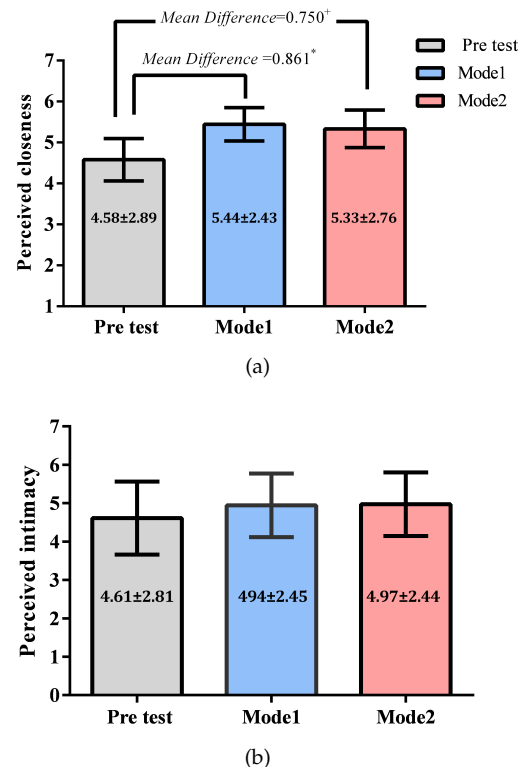 Mean Difference=0.750+
Mean Difference =0.861*
Pre test
Mode1
Mode2
Perceived closeness
7
6
5
4
3
2
1
4.58±2.89
5.44±2.43
5.33±2.76
Pre test
Mode1
Mode2
(a)
Perceived intimacy
7
6
5
4
3
2
1
0
4.61±2.81
494±2.45
4.97±2.44
Pre test
Mode1
Mode2
(b)